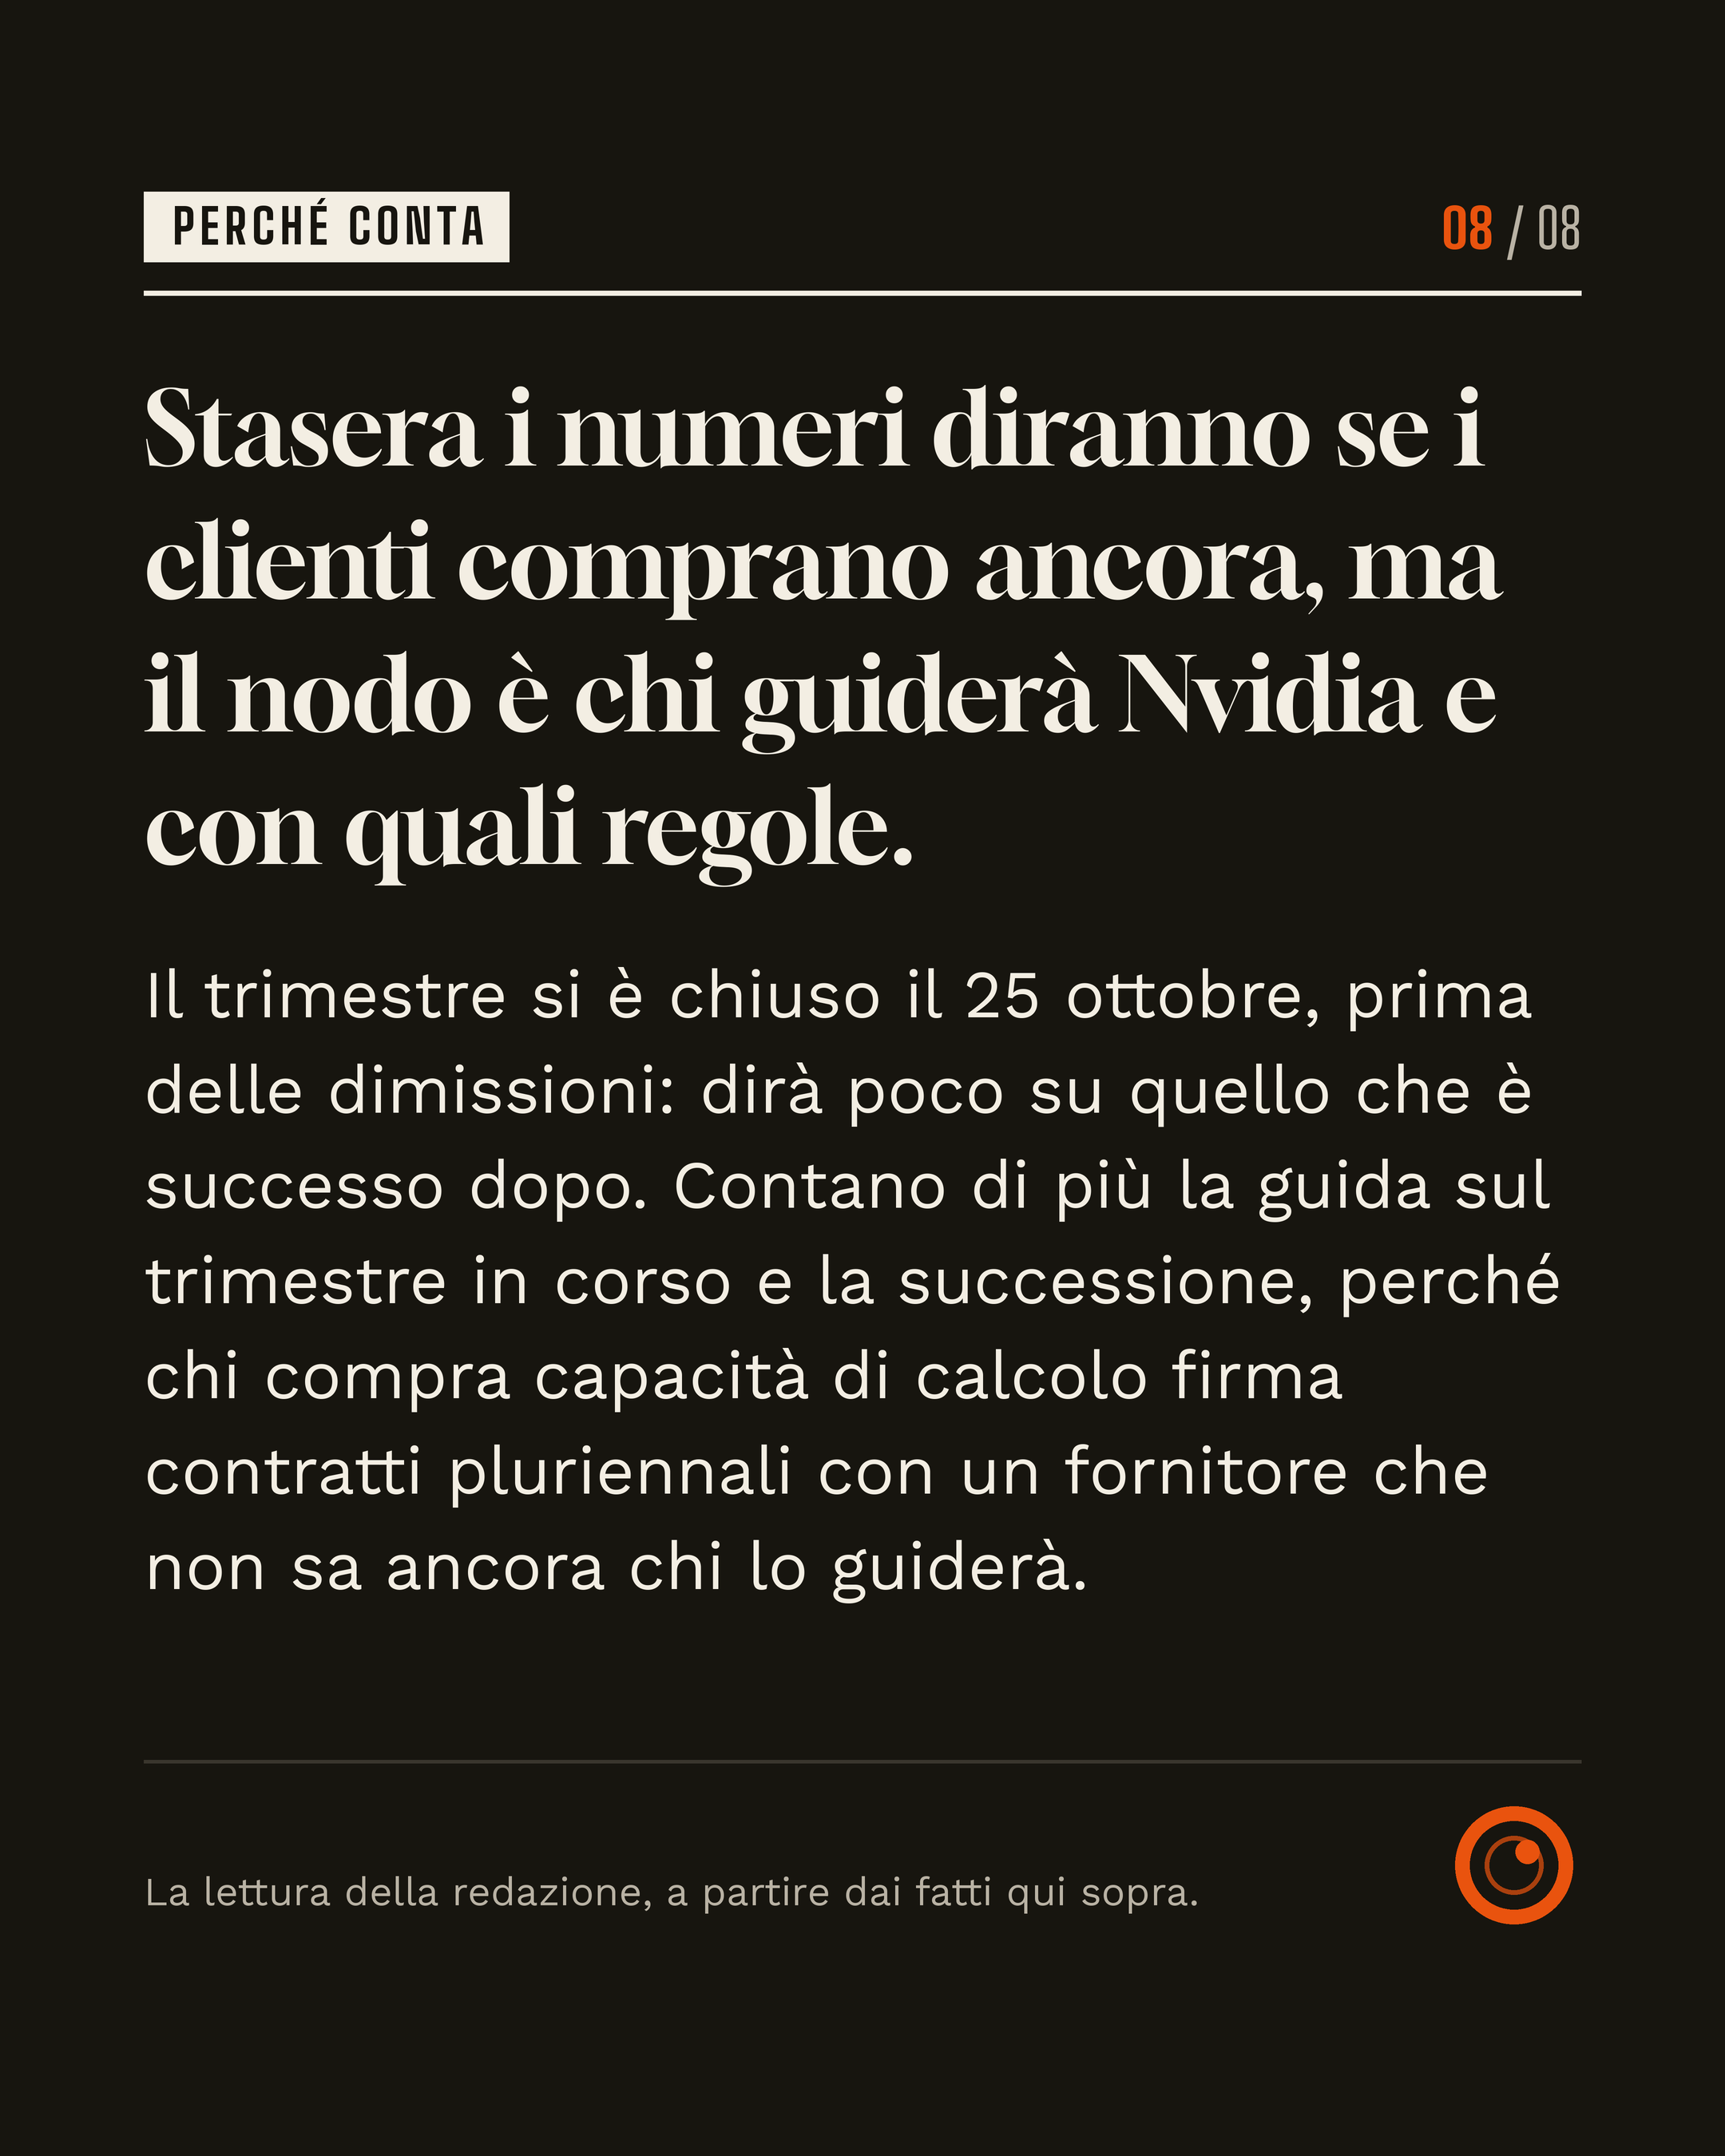 PERCHÉ CONTA
08 / 08
Stasera i numeri diranno se i
clienti comprano ancora, ma
il nodo è chi guiderà Nvidia e
con quali regole.
Il trimestre si è chiuso il 25 ottobre, prima
delle dimissioni: dirà poco su quello che è
successo dopo. Contano di più la guida sul
trimestre in corso e la successione, perché
chi compra capacità di calcolo firma
contratti pluriennali con un fornitore che
non sa ancora chi lo guiderà.
La lettura della redazione, a partire dai fatti qui sopra.